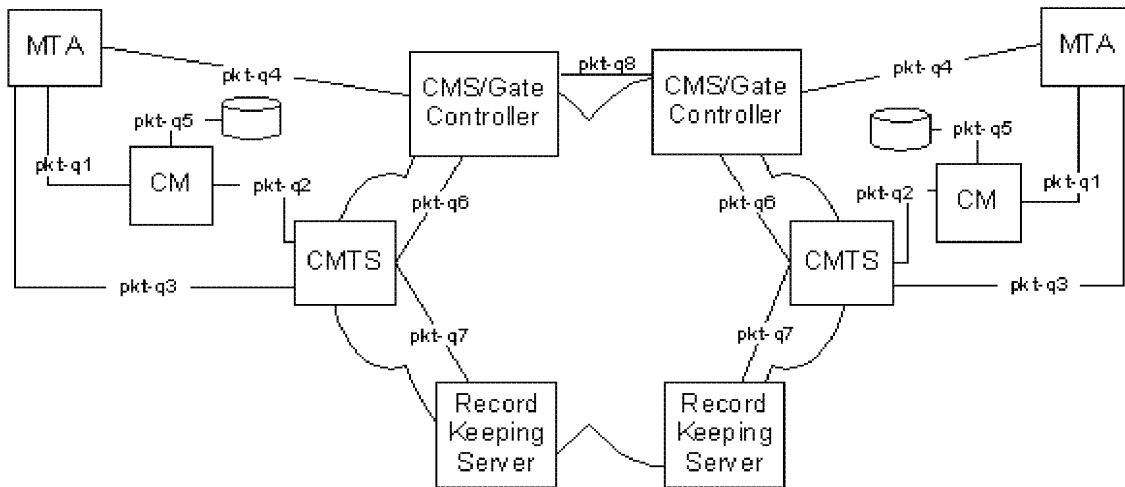 MTA
MTA
pkt-q8
pkt-q4
pkt-q4
CMS/Gate
Controller
CMS/Gate
Controller
pkt-q5
pkt-q5
pkt-q1
CM
pkt-q2
pkt-q6
pkt-q6
pkt-q2
CM
pkt-q1
CMTS
CMTS
pkt-q3
pkt-q3
pkt-q7
pkt-q7
Record
Keeping
Server
Record
Keeping
Server